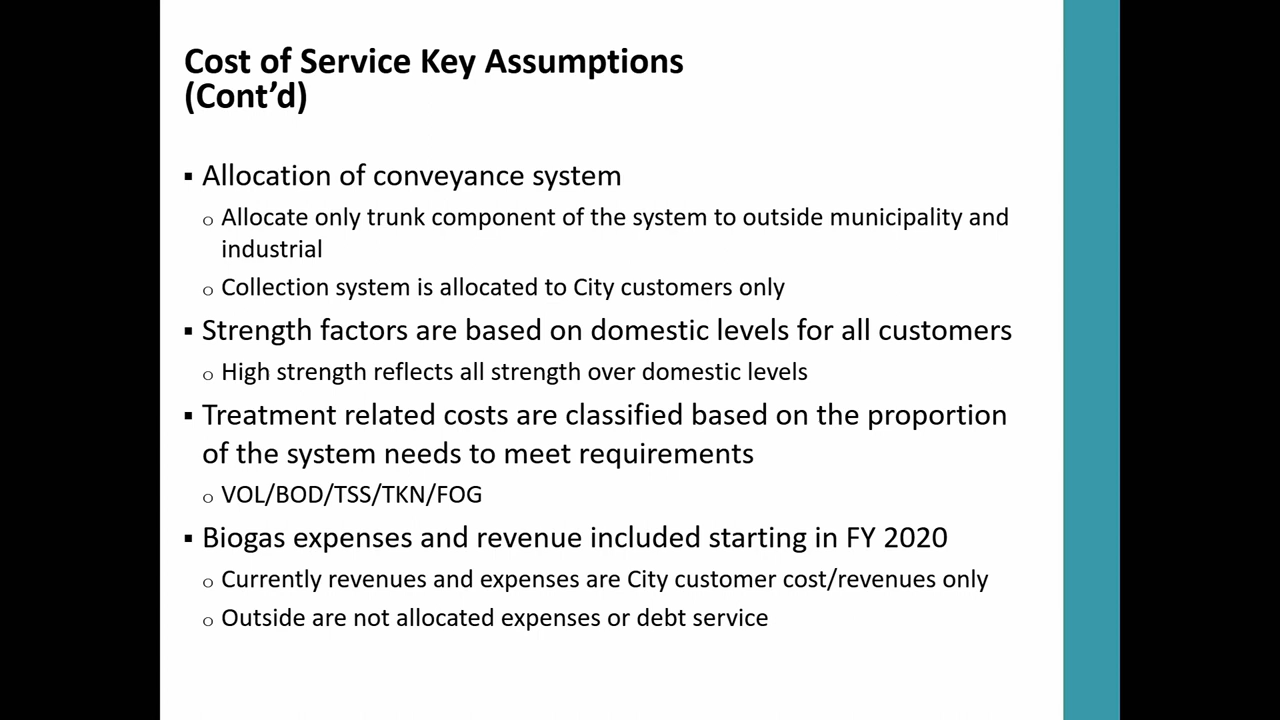 Cost of Service Key Assumptions
(Cont’d)
▪ Allocation of conveyance system
o Allocate only trunk component of the system to outside municipality and
industrial
o Collection system is allocated to City customers only
▪ Strength factors are based on domestic levels for all customers
o High strength reflects all strength over domestic levels
▪ Treatment related costs are classified based on the proportion
of the system needs to meet requirements
o VOL/BOD/TSS/TKN/FOG
▪ Biogas expenses and revenue included starting in FY 2020
o Currently revenues and expenses are City customer cost/revenues only
o Outside are not allocated expenses or debt service